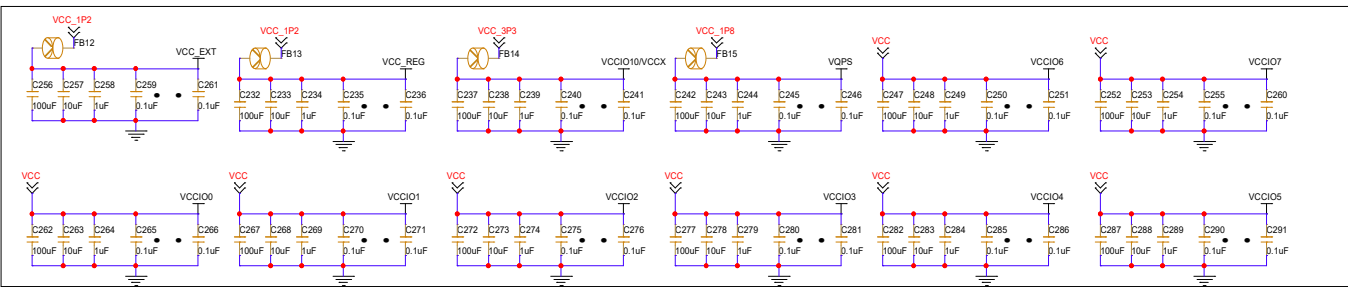 VCC_1P2
FB12
VCC_EXT
C256 C257 C258 C259 C261
100uF 10uF 1uF 0.1uF 0.1uF
VCC_1P2
FB13
VCC_REG
C232 C233 C234 C235 C236
100uF 10uF 1uF 0.1uF 0.1uF
VCC_3P3
FB14
VCCIO10/VCCX
C237 C238 C239 C240 C241
100uF 10uF 1uF 0.1uF 0.1uF
VCC_1P8
FB15
VQPS
C242 C243 C244 C245 C246
100uF 10uF 1uF 0.1uF 0.1uF
VCC
VCCIO6
C247 C248 C249 C250 C251
100uF 10uF 1uF 0.1uF 0.1uF
VCC
VCCIO7
C252 C253 C254 C255 C260
100uF 10uF 1uF 0.1uF 0.1uF
VCC
VCCIO0
C262 C263 C264 C265 C266
100uF 10uF 1uF 0.1uF 0.1uF
VCC
VCCIO1
C267 C268 C269 C270 C271
100uF 10uF 1uF 0.1uF 0.1uF
VCC
VCCIO2
C272 C273 C274 C275 C276
100uF 10uF 1uF 0.1uF 0.1uF
VCC
VCCIO3
C277 C278 C279 C280 C281
100uF 10uF 1uF 0.1uF 0.1uF
VCC
VCCIO4
C282 C283 C284 C285 C286
100uF 10uF 1uF 0.1uF 0.1uF
VCC
VCCIO5
C287 C288 C289 C290 C291
100uF 10uF 1uF 0.1uF 0.1uF